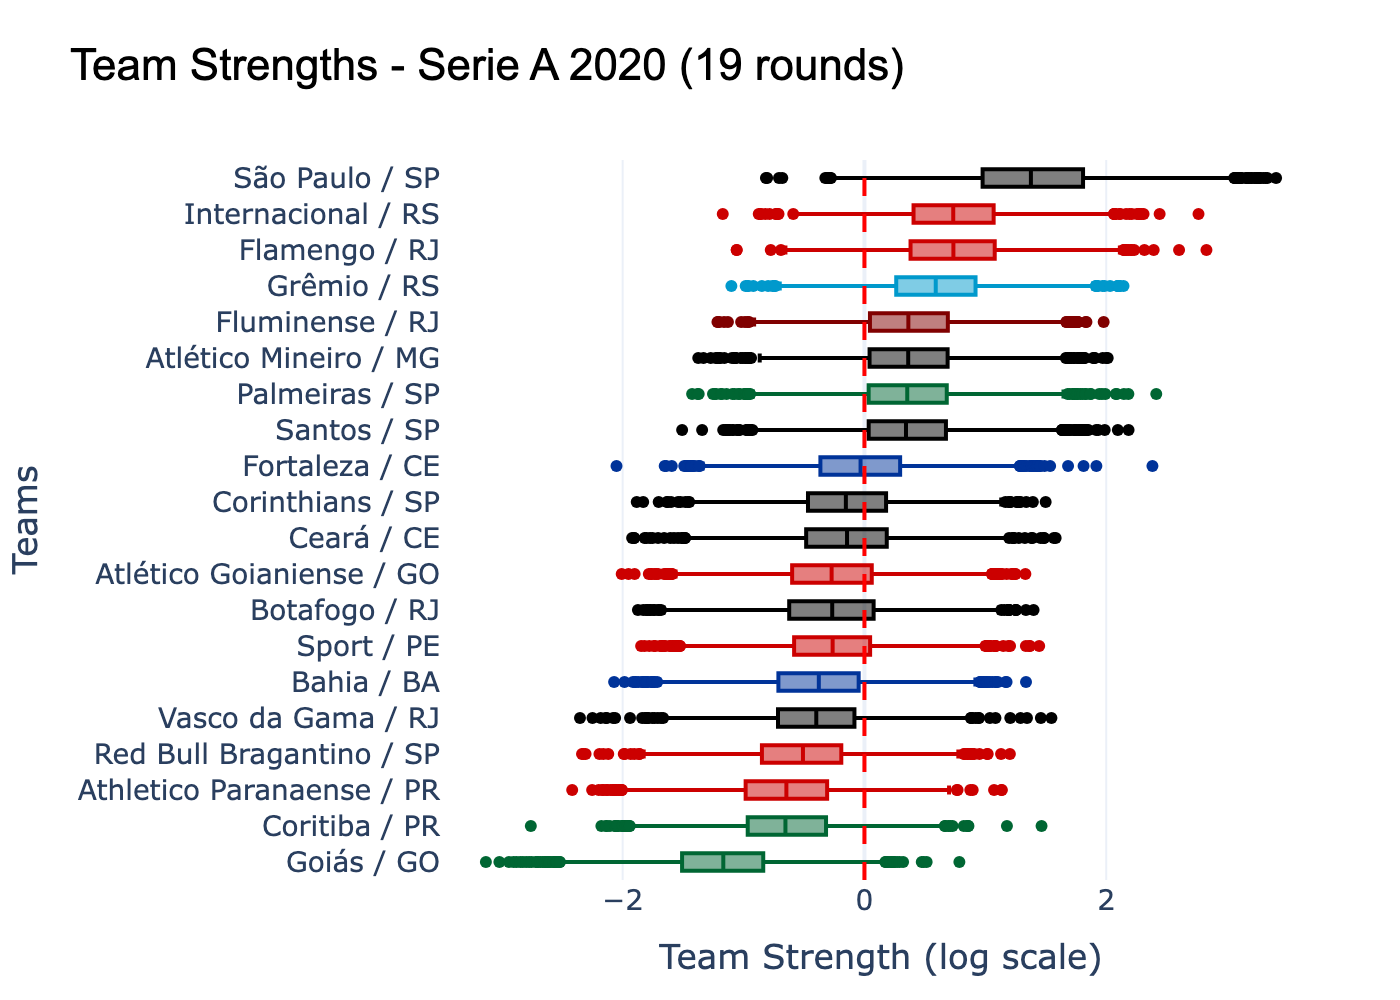 Team Strengths - Serie A 2020 (19 rounds)
São Paulo / SP
Internacional / RS
Flamengo / RJ
Grêmio / RS
Fluminense / RJ
Atlético Mineiro / MG
Palmeiras / SP
Santos / SP
Fortaleza / CE
Corinthians / SP
Ceará / CE
Atlético Goianiense / GO
Botafogo / RJ
Sport / PE
Bahia / BA
Vasco da Gama / RJ
Red Bull Bragantino / SP
Athletico Paranaense / PR
Coritiba / PR
Goiás / GO
Teams
−2 0 2
Team Strength (log scale)